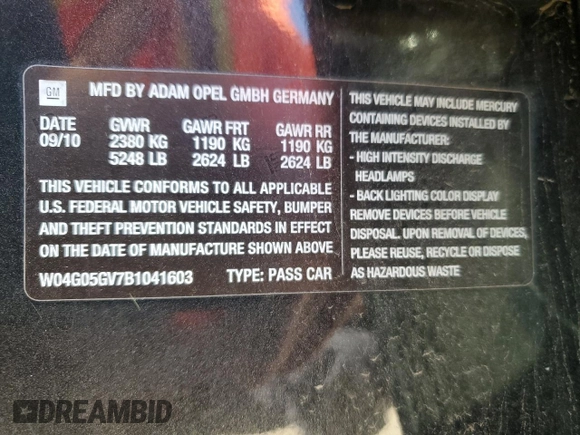 GM
MFD BY ADAM OPEL GMBH GERMANY
DATE GVWR GAWR FRT GAWR RR
09/10 2380 KG 1190 KG 1190 KG
5248 LB 2624 LB 2624 LB
THIS VEHICLE CONFORMS TO ALL APPLICABLE
U.S. FEDERAL MOTOR VEHICLE SAFETY, BUMPER
AND THEFT PREVENTION STANDARDS IN EFFECT
ON THE DATE OF MANUFACTURE SHOWN ABOVE
W04G05GV7B1041603 TYPE: PASS CAR
THIS VEHICLE MAY INCLUDE MERCURY
CONTAINING DEVICES INSTALLED BY
THE MANUFACTURER:
- HIGH INTENSITY DISCHARGE
HEADLAMPS
- BACK LIGHTING COLOR DISPLAY
REMOVE DEVICES BEFORE VEHICLE
DISPOSAL. UPON REMOVAL OF DEVICES,
PLEASE REUSE, RECYCLE OR DISPOSE
AS HAZARDOUS WASTE
DREAMBID